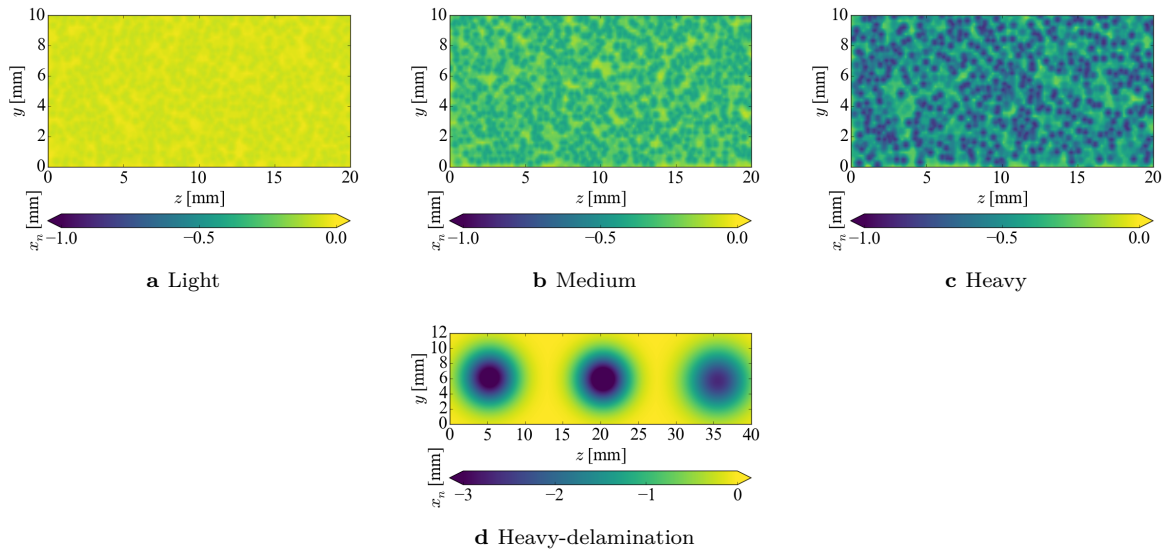 10
8
6
4
2
0
y [mm]
0 5 10 15 20
z [mm]
x_n [mm]
−1.0 −0.5 0.0
a Light
10
8
6
4
2
0
y [mm]
0 5 10 15 20
z [mm]
x_n [mm]
−1.0 −0.5 0.0
b Medium
10
8
6
4
2
0
y [mm]
0 5 10 15 20
z [mm]
x_n [mm]
−1.0 −0.5 0.0
c Heavy
12
10
8
6
4
2
0
y [mm]
0 5 10 15 20 25 30 35 40
z [mm]
x_n [mm]
−3 −2 −1 0
d Heavy-delamination